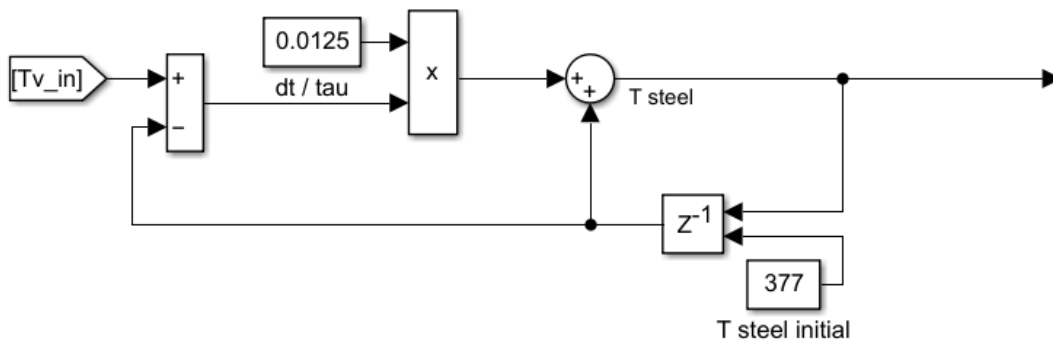 0.0125
[Tv_in]
+
−
dt / tau
x
+
+
T steel
Z-1
377
T steel initial